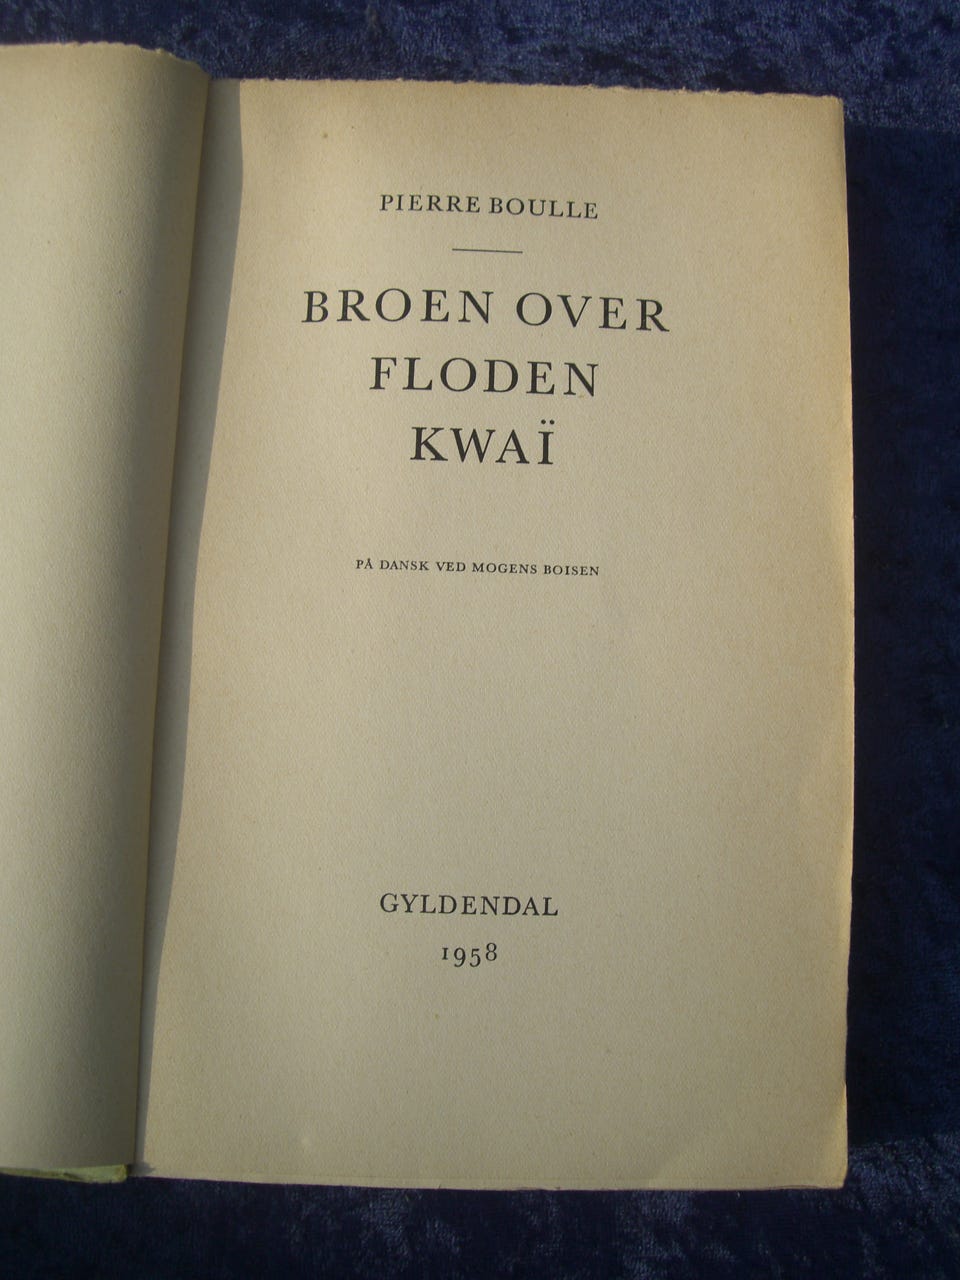 PIERRE BOULLE
BROEN OVER
FLODEN
KWAÏ
PÅ DANSK VED MOGENS BOISEN
GYLDENDAL
1958